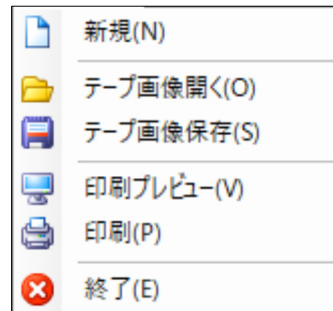 新規(N)
テープ画像開く(O)
テープ画像保存(S)
印刷プレビュー(V)
印刷(P)
終了(E)